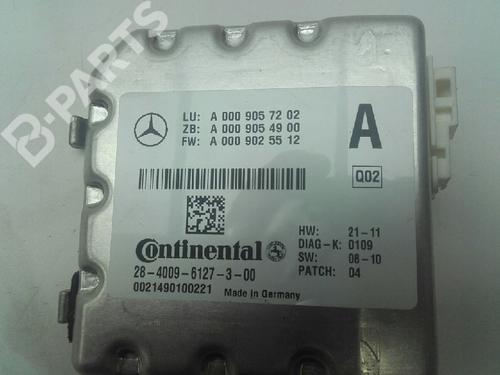 B-PARTS
LU: A 000 905 72 02
ZB: A 000 905 49 00
FW: A 000 902 55 12
A
Q02
Continental
HW: 21-11
DIAG-K: 0109
SW: 08-10
PATCH: 04
28-4009-6127-3-00
0021490100221 Made in Germany